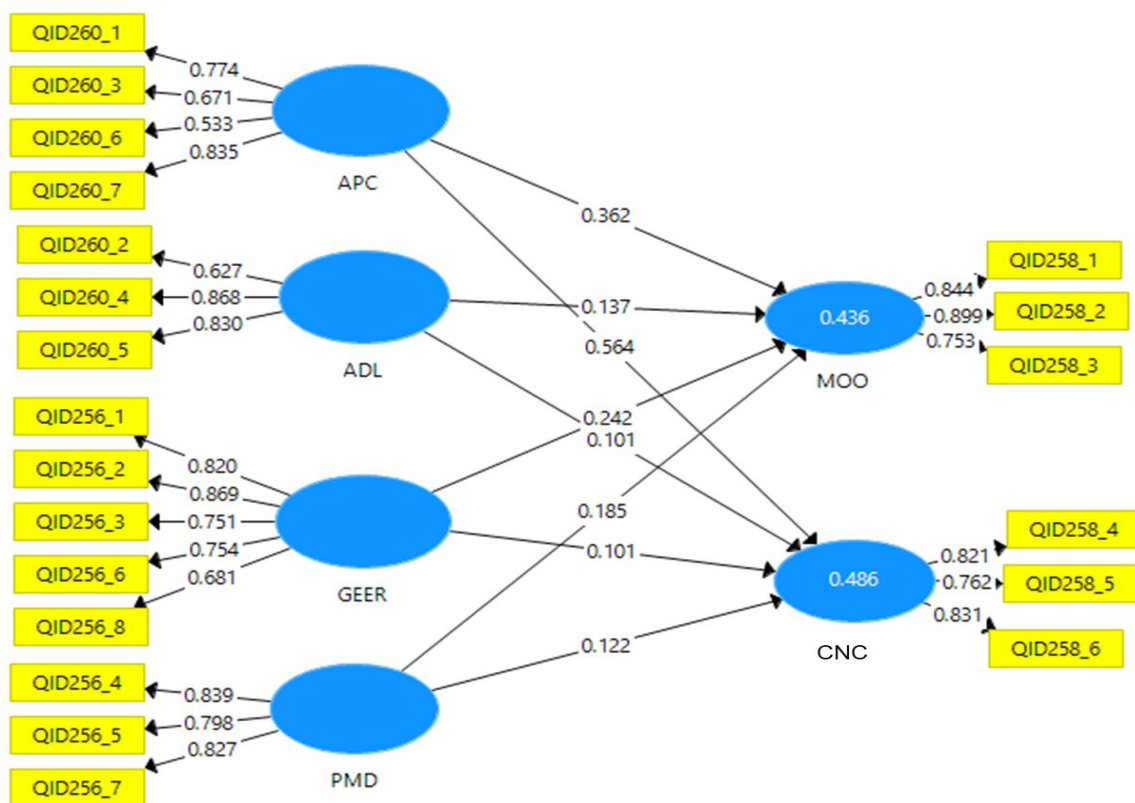 QID260_1
QID260_3
QID260_6
QID260_7
0.774
0.671
0.533
0.835
APC
QID260_2
QID260_4
QID260_5
0.627
0.868
0.830
ADL
QID256_1
QID256_2
QID256_3
QID256_6
QID256_8
0.820
0.869
0.751
0.754
0.681
GEER
QID256_4
QID256_5
QID256_7
0.839
0.798
0.827
PMD
0.362
0.137
0.564
0.242
0.101
0.185
0.101
0.122
0.436
MOO
0.844
0.899
0.753
QID258_1
QID258_2
QID258_3
0.486
CNC
0.821
0.762
0.831
QID258_4
QID258_5
QID258_6